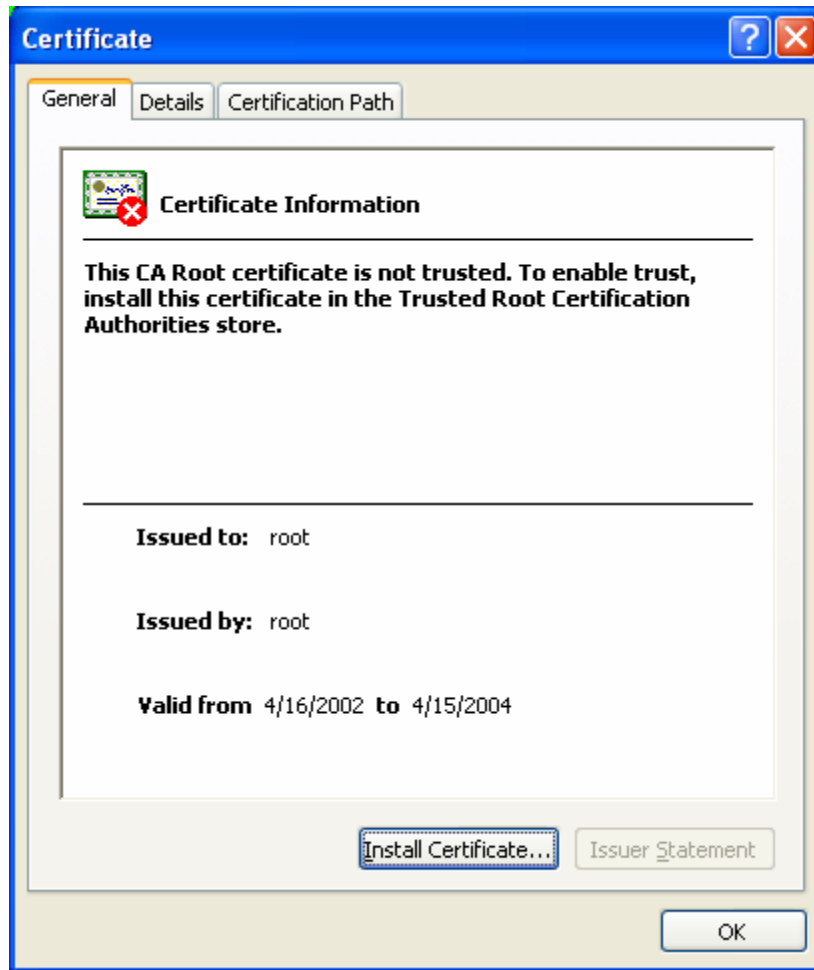 Certificate
General Details Certification Path
Certificate Information
This CA Root certificate is not trusted. To enable trust,
install this certificate in the Trusted Root Certification
Authorities store.
Issued to: root
Issued by: root
Valid from 4/16/2002 to 4/15/2004
Install Certificate... Issuer Statement
OK